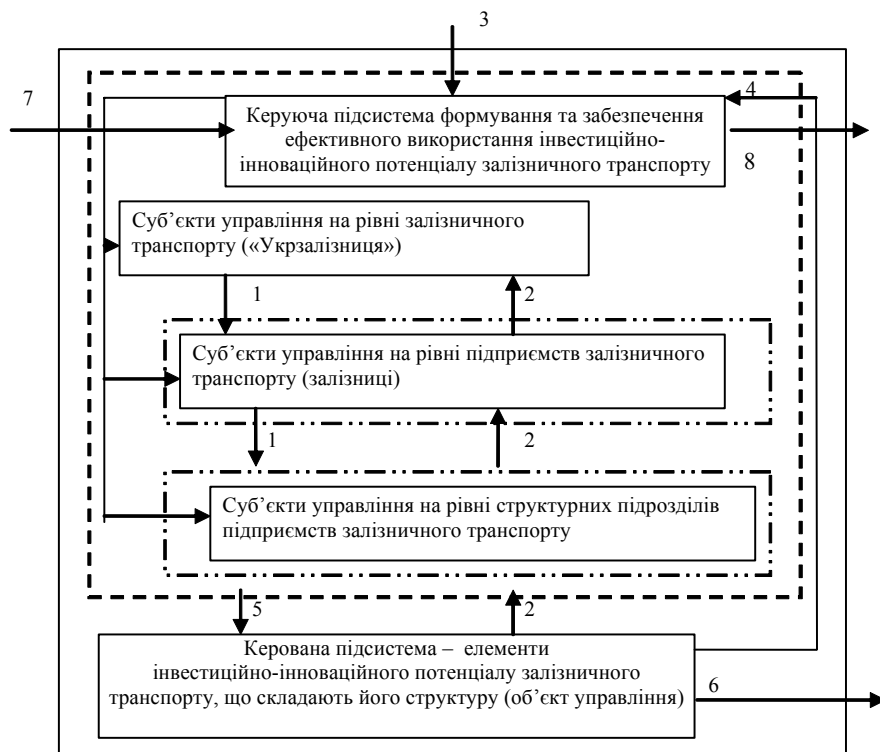 3
7
4
Керуюча підсистема формування та забезпечення
ефективного використання інвестиційно-
інноваційного потенціалу залізничного транспорту
8
Суб’єкти управління на рівні залізничного
транспорту («Укрзалізниця»)
1
2
Суб’єкти управління на рівні підприємств залізничного
транспорту (залізниці)
1
2
Суб’єкти управління на рівні структурних підрозділів
підприємств залізничного транспорту
5
2
Керована підсистема – елементи
інвестиційно-інноваційного потенціалу залізничного
транспорту, що складають його структуру (об’єкт управління)
6